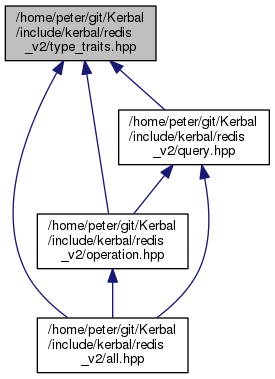 /home/peter/git/Kerbal
/include/kerbal/redis
_v2/type_traits.hpp
/home/peter/git/Kerbal
/include/kerbal/redis
_v2/query.hpp
/home/peter/git/Kerbal
/include/kerbal/redis
_v2/operation.hpp
/home/peter/git/Kerbal
/include/kerbal/redis
_v2/all.hpp